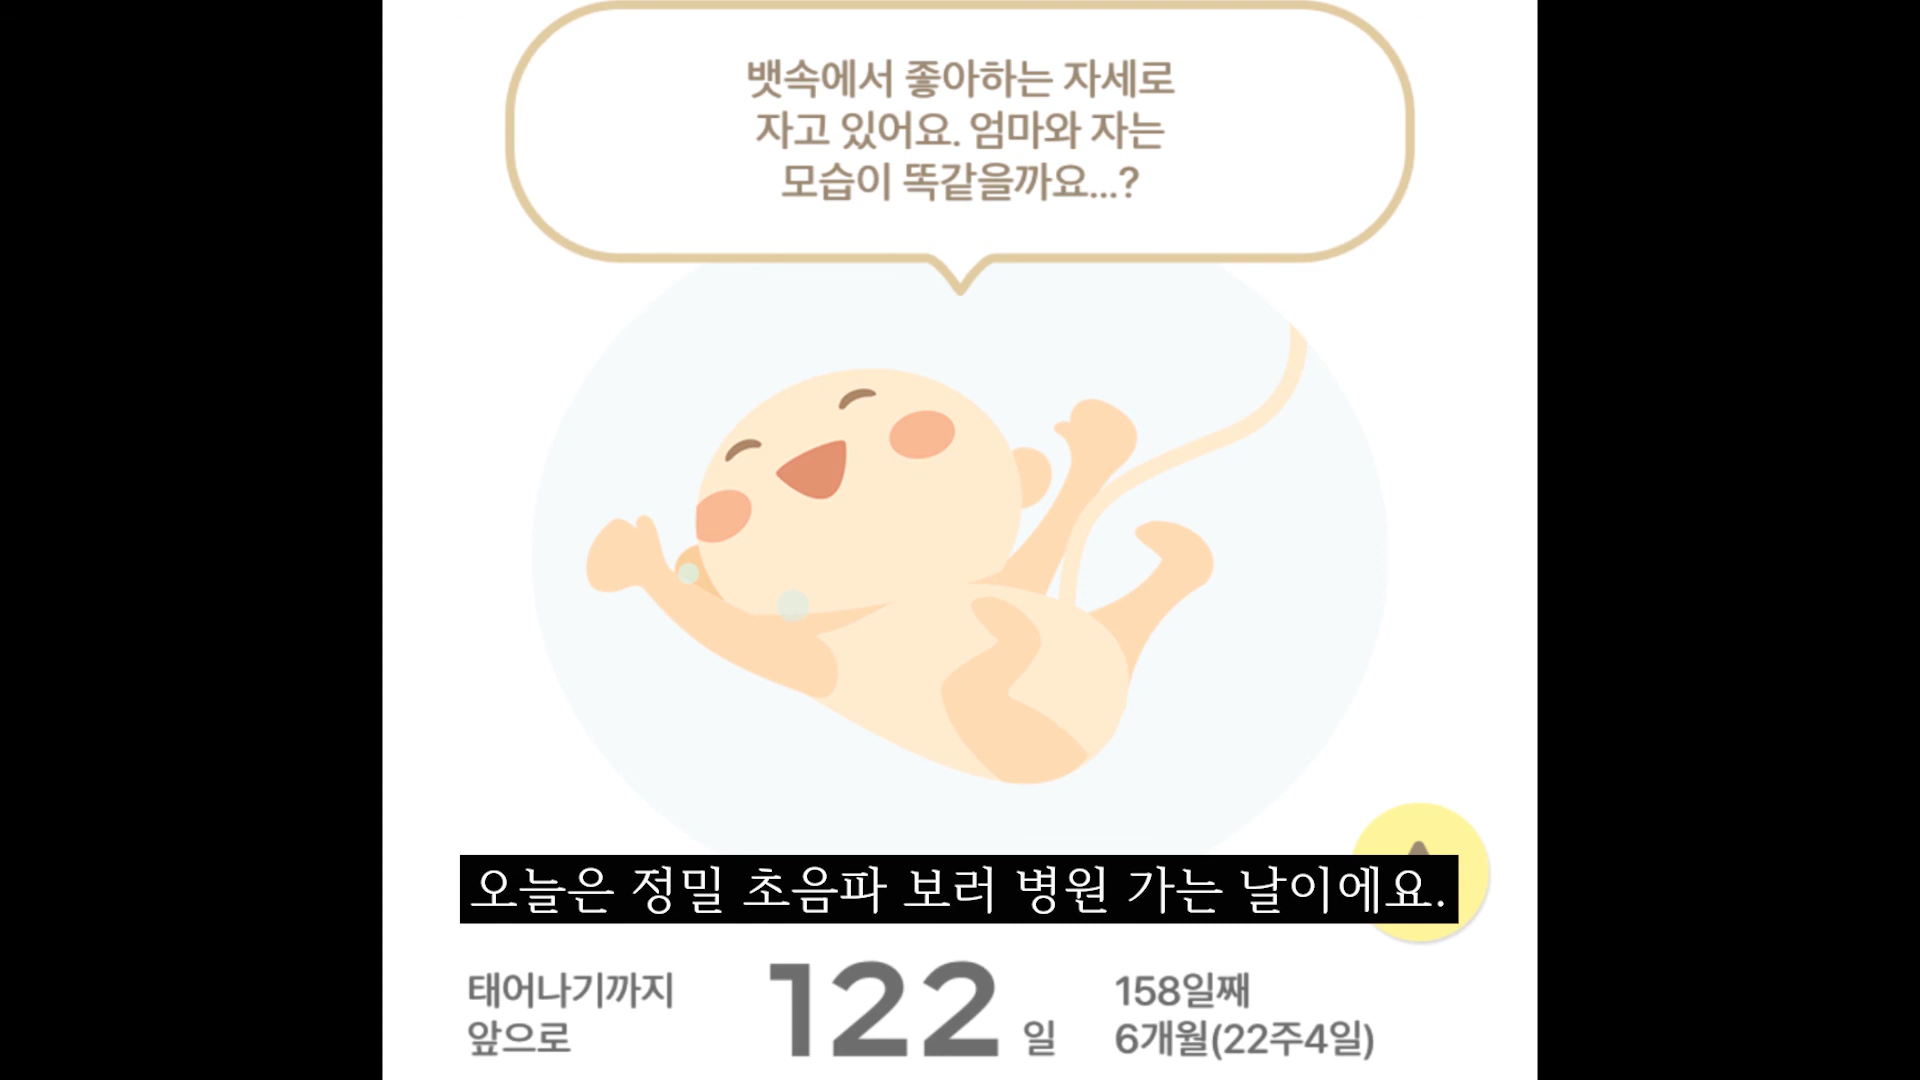 뱃속에서 좋아하는 자세로
자고 있어요. 엄마와 자는
모습이 똑같을까요...?
오늘은 정밀 초음파 보러 병원 가는 날이에요.
태어나기까지
앞으로
122 일
158일째
6개월(22주4일)